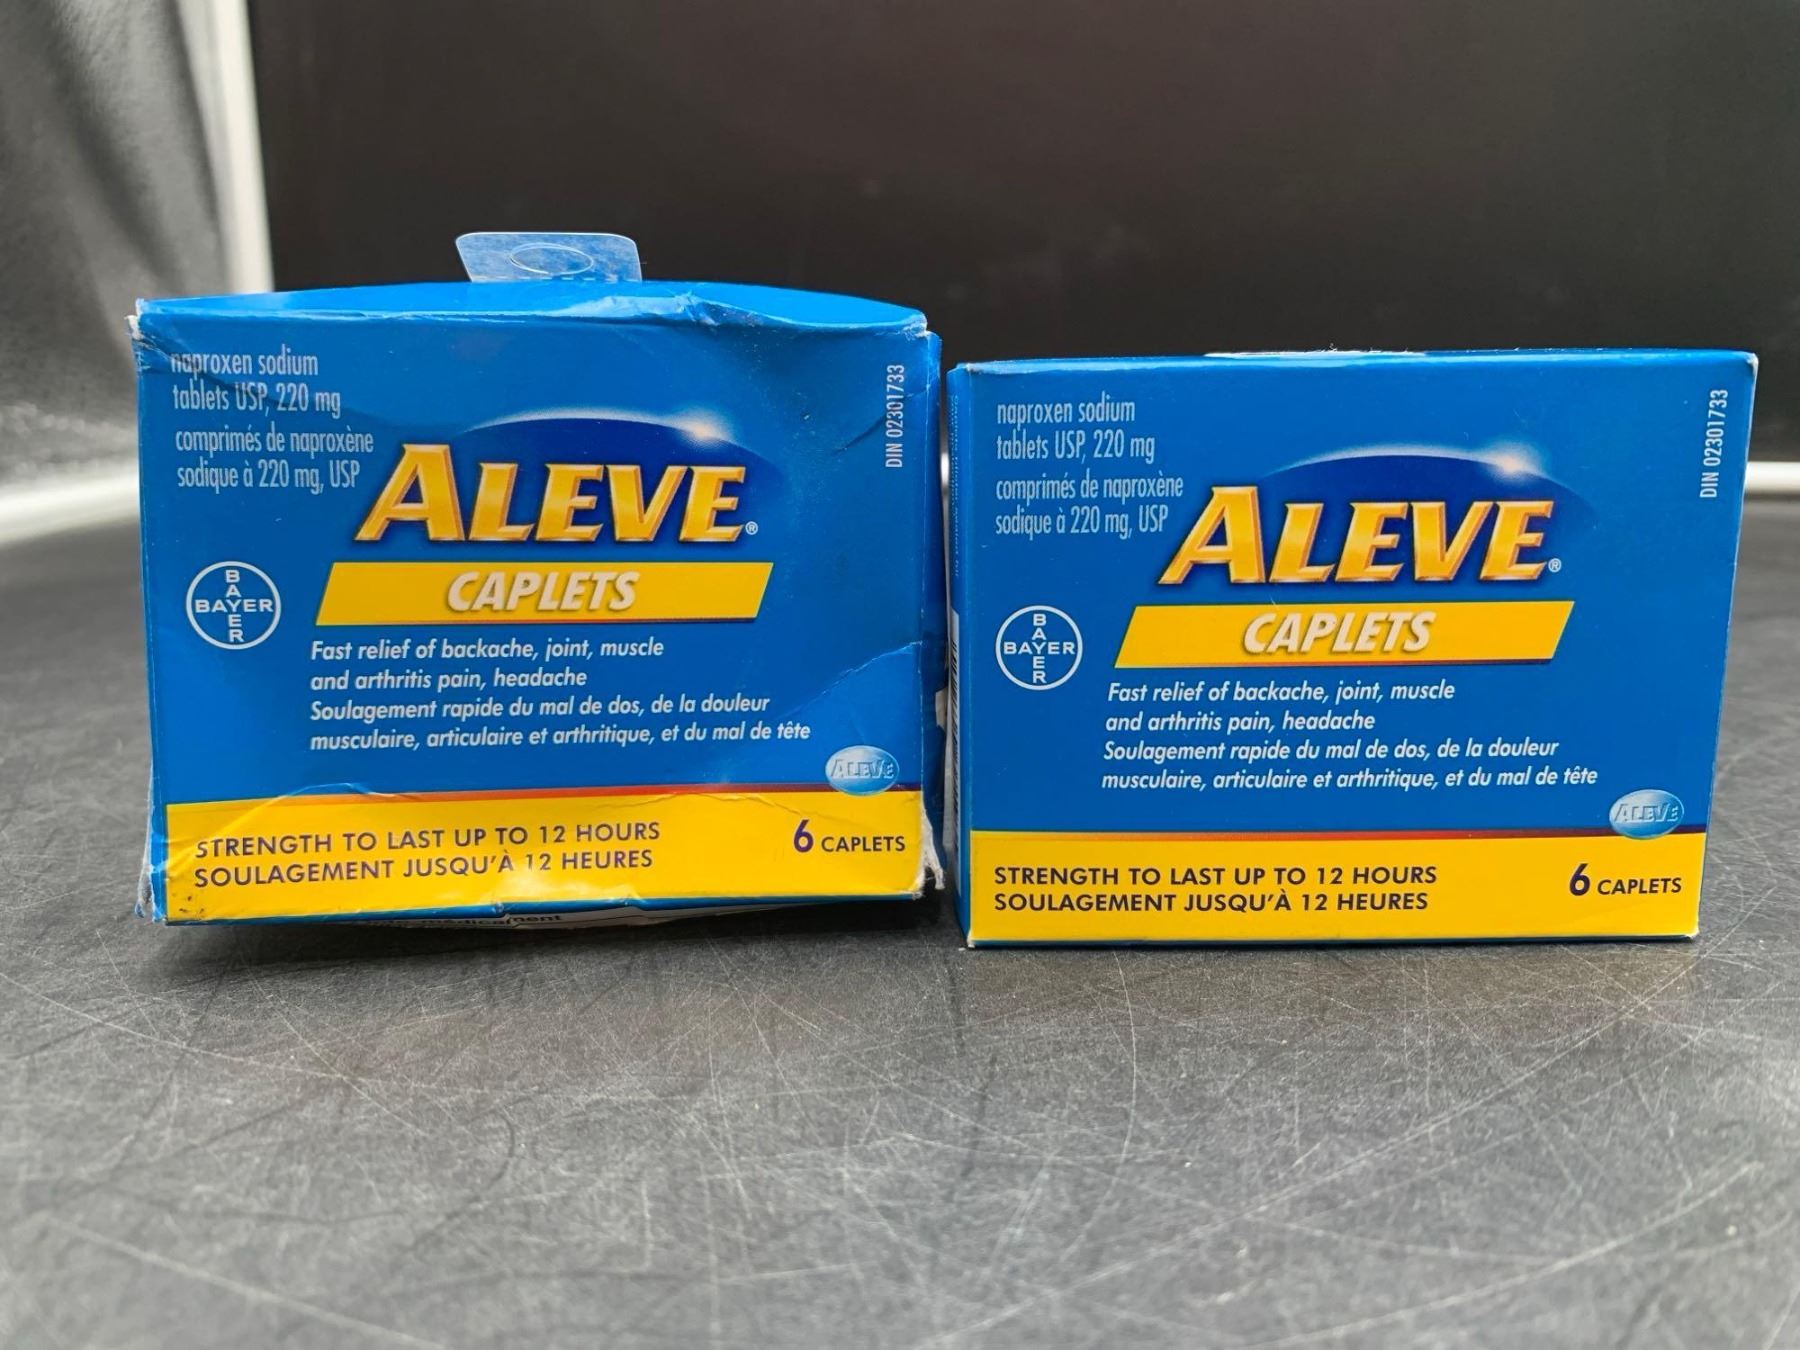 naproxen sodium
tablets USP, 220 mg
comprimés de naproxène
sodique à 220 mg, USP
DIN 02301733
ALEVE®
CAPLETS
BAYER
BAYER
Fast relief of backache, joint, muscle
and arthritis pain, headache
Soulagement rapide du mal de dos, de la douleur
musculaire, articulaire et arthritique, et du mal de tête
ALEVE
STRENGTH TO LAST UP TO 12 HOURS
SOULAGEMENT JUSQU'À 12 HEURES
6 CAPLETS
naproxen sodium
tablets USP, 220 mg
comprimés de naproxène
sodique à 220 mg, USP
DIN 02301733
ALEVE®
CAPLETS
BAYER
BAYER
Fast relief of backache, joint, muscle
and arthritis pain, headache
Soulagement rapide du mal de dos, de la douleur
musculaire, articulaire et arthritique, et du mal de tête
ALEVE
STRENGTH TO LAST UP TO 12 HOURS
SOULAGEMENT JUSQU'À 12 HEURES
6 CAPLETS